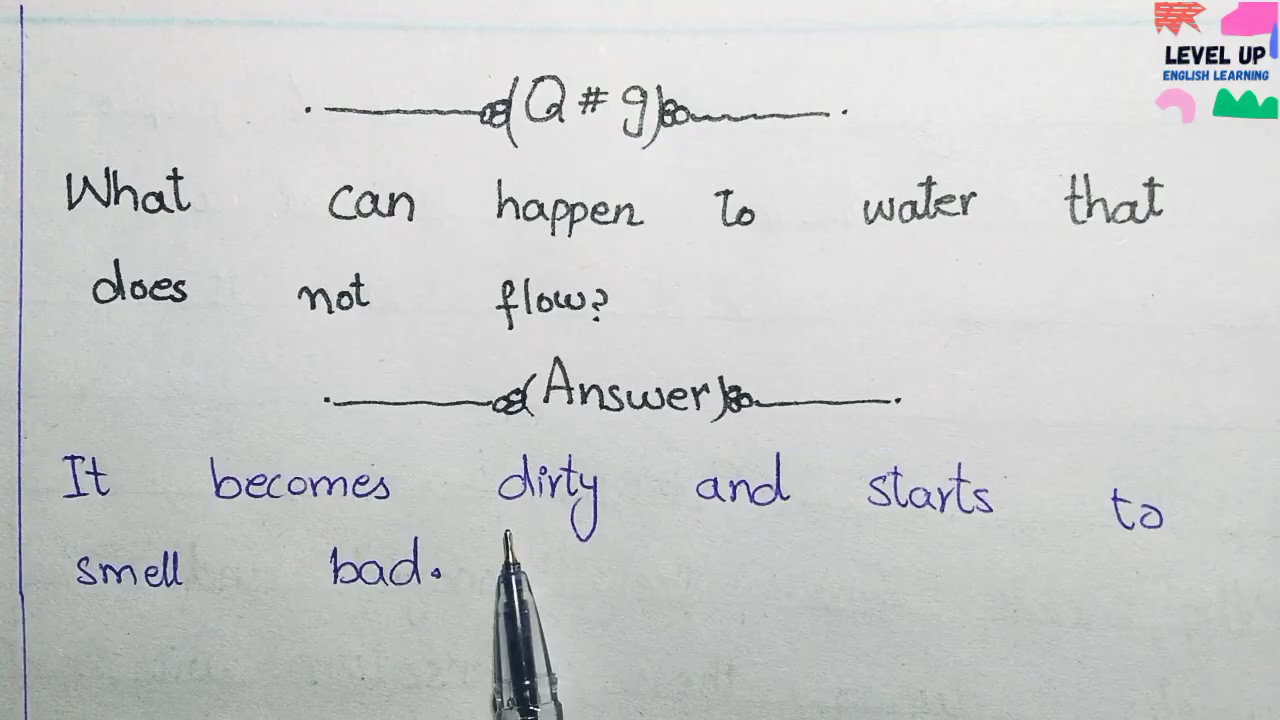 LEVEL UP
ENGLISH LEARNING
(Q # 9)
What can happen to water that
does not flow?
(Answer)
It becomes dirty and starts to
smell bad.